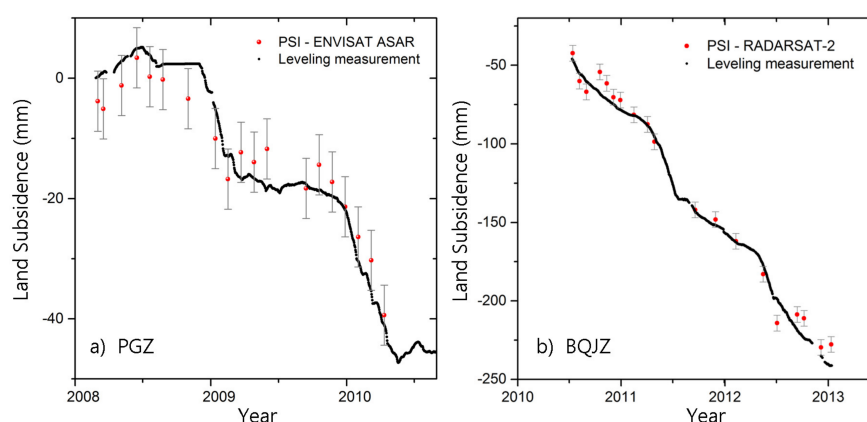 10
0
-20
-40
Land Subsidence (mm)
PSI - ENVISAT ASAR
Leveling measurement
a) PGZ
2008
2009
2010
Year
-50
-100
-150
-200
-250
Land Subsidence (mm)
PSI - RADARSAT-2
Leveling measurement
b) BQJZ
2010
2011
2012
2013
Year